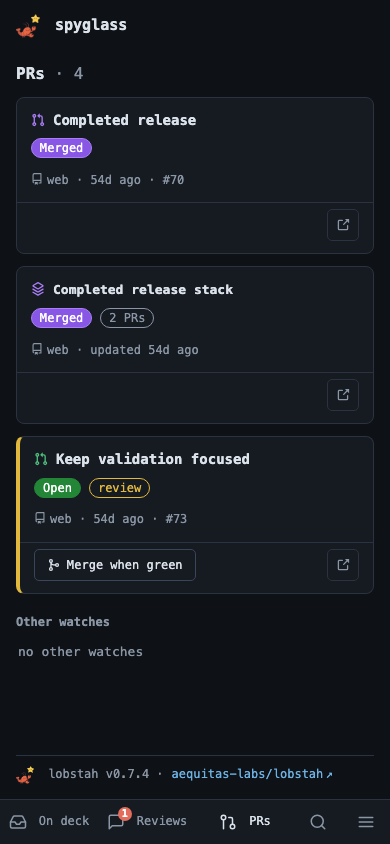 spyglass
PRs · 4
Completed release
Merged
web · 54d ago · #70
Completed release stack
Merged 2 PRs
web · updated 54d ago
Keep validation focused
Open review
web · 54d ago · #73
Merge when green
Other watches
no other watches
lobstah v0.7.4 · aequitas-labs/lobstah↗
On deck 1 Reviews PRs